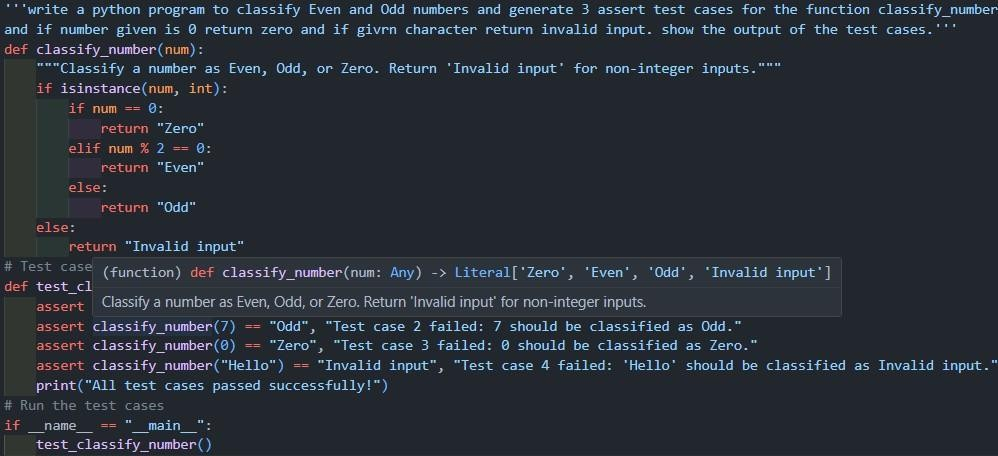 '''write a python program to classify Even and Odd numbers and generate 3 assert test cases for the function classify_number
and if number given is 0 return zero and if givrn character return invalid input. show the output of the test cases.'''
def classify_number(num):
    """Classify a number as Even, Odd, or Zero. Return 'Invalid input' for non-integer inputs."""
    if isinstance(num, int):
        if num == 0:
            return "Zero"
        elif num % 2 == 0:
            return "Even"
        else:
            return "Odd"
    else:
        return "Invalid input"
# Test case
(function) def classify_number(num: Any) -> Literal['Zero', 'Even', 'Odd', 'Invalid input']
def test_cl
Classify a number as Even, Odd, or Zero. Return 'Invalid input' for non-integer inputs.
    assert
    assert classify_number(7) == "Odd", "Test case 2 failed: 7 should be classified as Odd."
    assert classify_number(0) == "Zero", "Test case 3 failed: 0 should be classified as Zero."
    assert classify_number("Hello") == "Invalid input", "Test case 4 failed: 'Hello' should be classified as Invalid input."
    print("All test cases passed successfully!")
# Run the test cases
if __name__ == "__main__":
    test_classify_number()